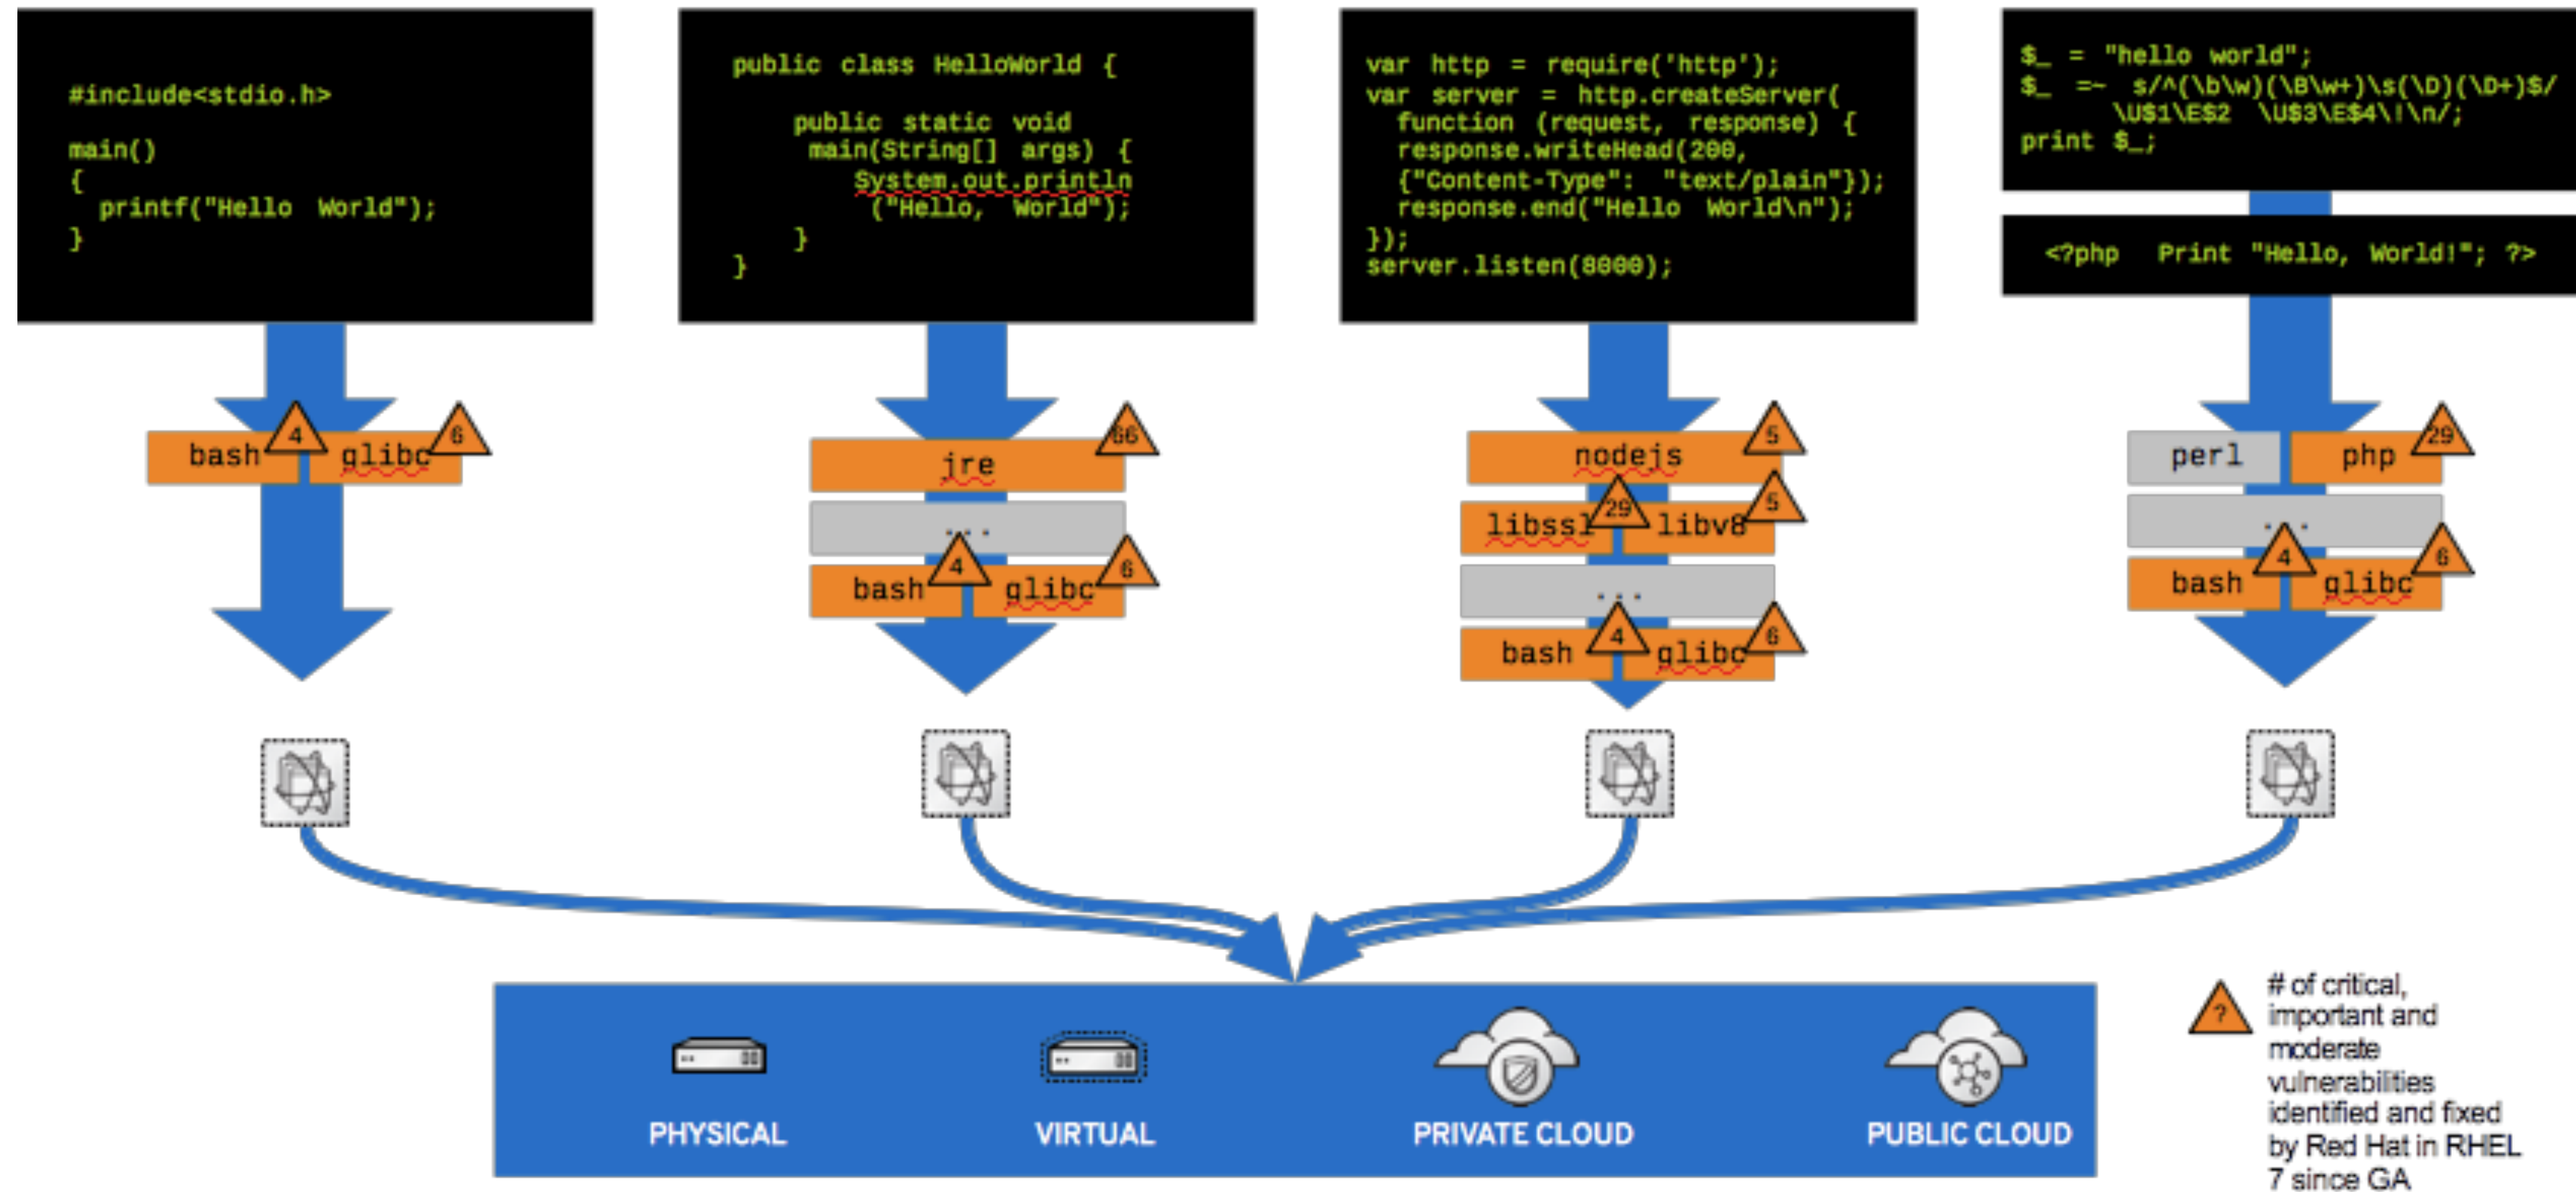 #include<stdio.h>
main()
{
printf("Hello World");
}
public class HelloWorld {
public static void
main(String[] args) {
System.out.println
("Hello, World");
}
}
var http = require('http');
var server = http.createServer(
function (request, response) {
response.writeHead(200,
{"Content-Type": "text/plain"});
response.end("Hello World\n");
});
server.listen(8000);
$_ = "hello world";
$_ =~ s/^(\b\w)(\B\w+)\s(\D)(\D+)$/
\U$1\E$2 \U$3\E$4\!\n/;
print $_;
<?php Print "Hello, World!"; ?>
bash 4 glibc 6
jre 66
...
bash 4 glibc 6
nodejs 5
libssl 29 libv8 5
...
bash 4 glibc 6
perl php 29
...
bash 4 glibc 6
PHYSICAL
VIRTUAL
PRIVATE CLOUD
PUBLIC CLOUD
?
# of critical,
important and
moderate
vulnerabilities
identified and fixed
by Red Hat in RHEL
7 since GA